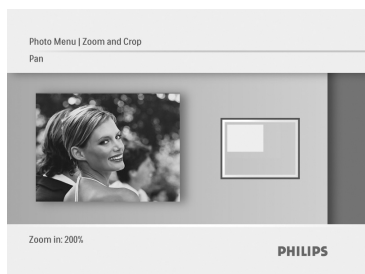 Photo Menu | Zoom and Crop
Pan
Zoom in: 200%
PHILIPS